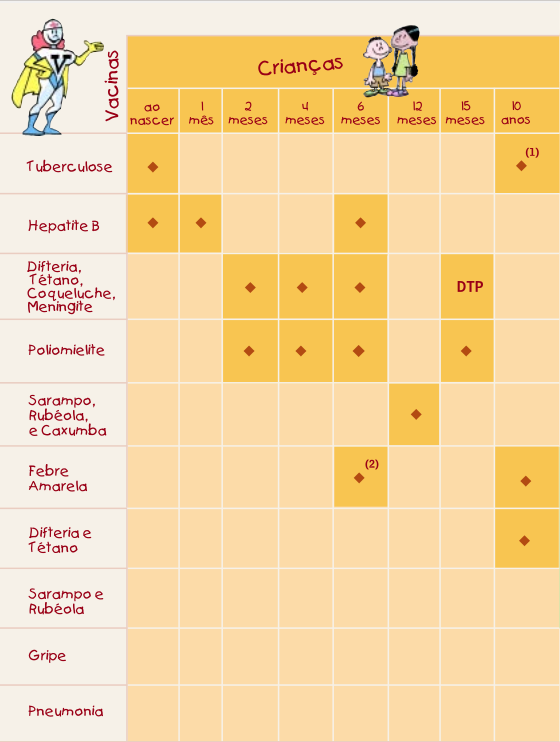 Vacinas
Crianças
ao nascer
1 mês
2 meses
4 meses
6 meses
12 meses
15 meses
10 anos
Tuberculose
(1)
Hepatite B
Difteria,
Tétano,
Coqueluche,
Meningite
DTP
Poliomielite
Sarampo,
Rubéola,
e Caxumba
Febre
Amarela
(2)
Difteria e
Tétano
Sarampo e
Rubéola
Gripe
Pneumonia
V